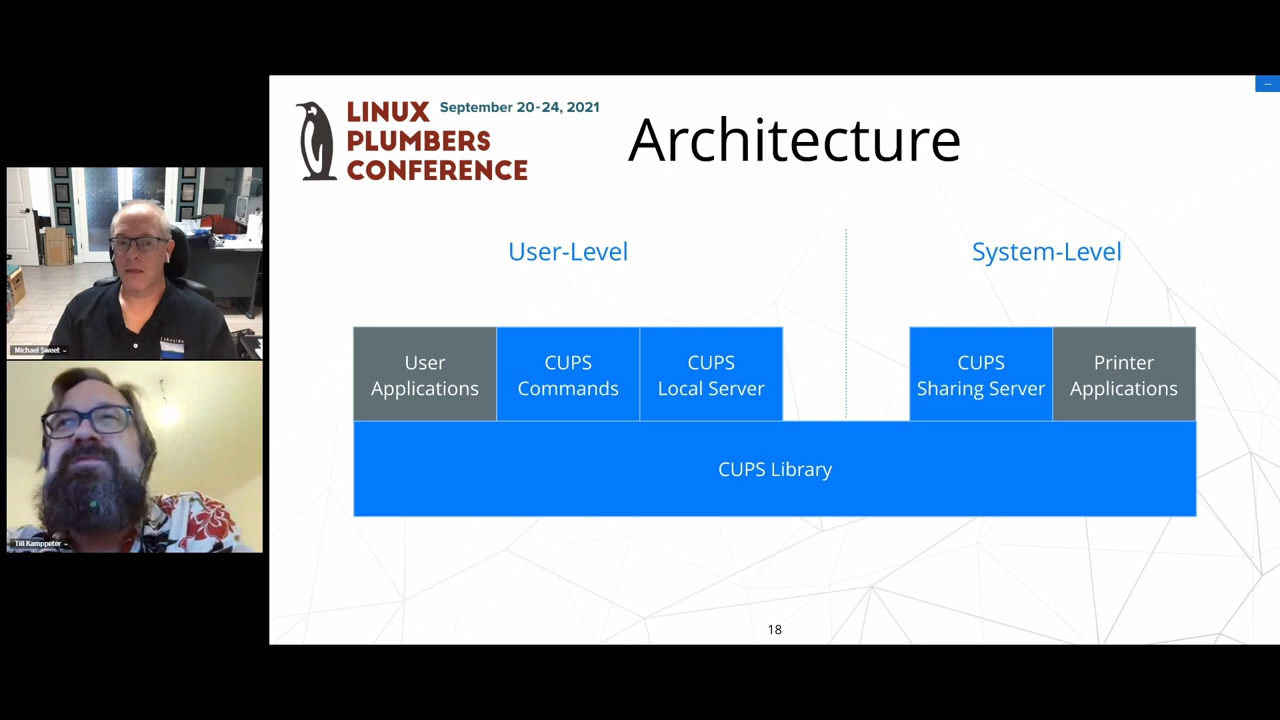 LINUX
September 20-24, 2021
PLUMBERS
CONFERENCE
Architecture
User-Level
System-Level
User
Applications
CUPS
Commands
CUPS
Local Server
CUPS
Sharing Server
Printer
Applications
CUPS Library
18
Michael Sweet
Till Kamppeter